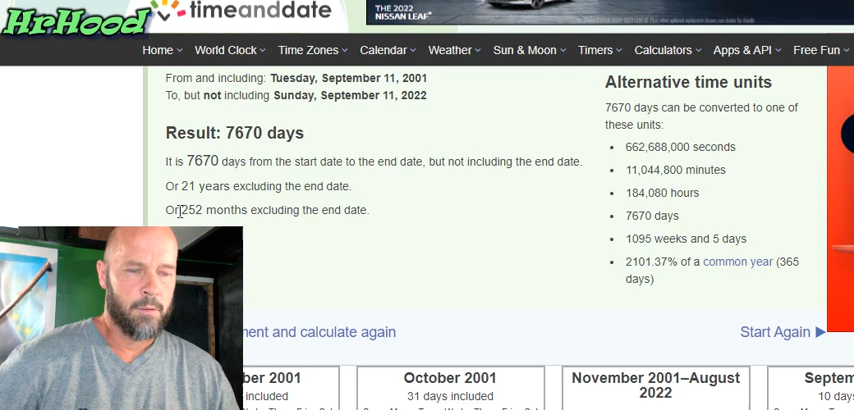 HrHood
timeanddate
THE 2022
NISSAN LEAF
Home World Clock Time Zones Calendar Weather Sun & Moon Timers Calculators Apps & API Free Fun
From and including: Tuesday, September 11, 2001
To, but not including Sunday, September 11, 2022
Result: 7670 days
It is 7670 days from the start date to the end date, but not including the end date.
Or 21 years excluding the end date.
Or 252 months excluding the end date.
Alternative time units
7670 days can be converted to one of
these units:
• 662,688,000 seconds
• 11,044,800 minutes
• 184,080 hours
• 7670 days
• 1095 weeks and 5 days
• 2101.37% of a common year (365
days)
ment and calculate again
Start Again ▶
ber 2001
included
October 2001
31 days included
November 2001–August
2022
Septem
10 days